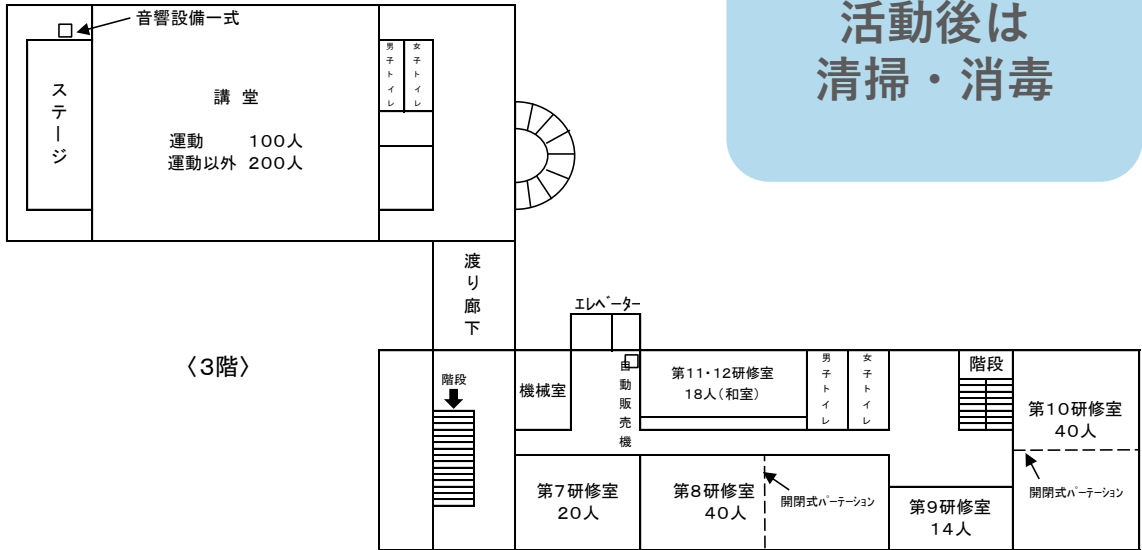 音響設備一式
活動後は
清掃・消毒
ステージ
講堂
運動 100人
運動以外 200人
男子トイレ
女子トイレ
渡り廊下
エレベーター
〈3階〉
階段
機械室
自動販売機
第11・12研修室
18人(和室)
男子トイレ
女子トイレ
階段
第10研修室
40人
開閉式パーテーション
第7研修室
20人
第8研修室
40人
開閉式パーテーション
第9研修室
14人